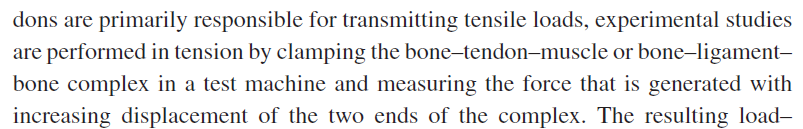 dons are primarily responsible for transmitting tensile loads, experimental studies
are performed in tension by clamping the bone–tendon–muscle or bone–ligament–
bone complex in a test machine and measuring the force that is generated with
increasing displacement of the two ends of the complex. The resulting load–